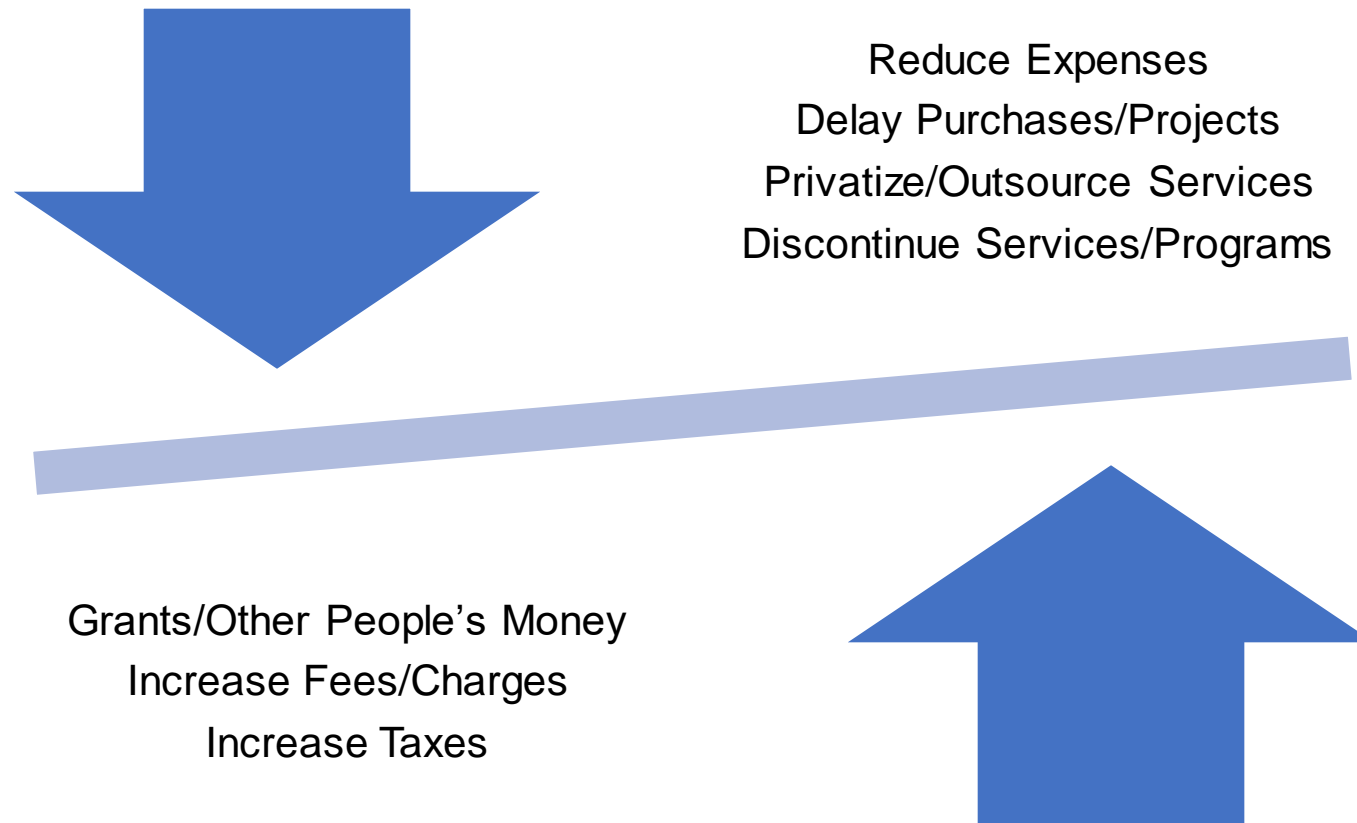 Reduce Expenses
Delay Purchases/Projects
Privatize/Outsource Services
Discontinue Services/Programs
Grants/Other People’s Money
Increase Fees/Charges
Increase Taxes